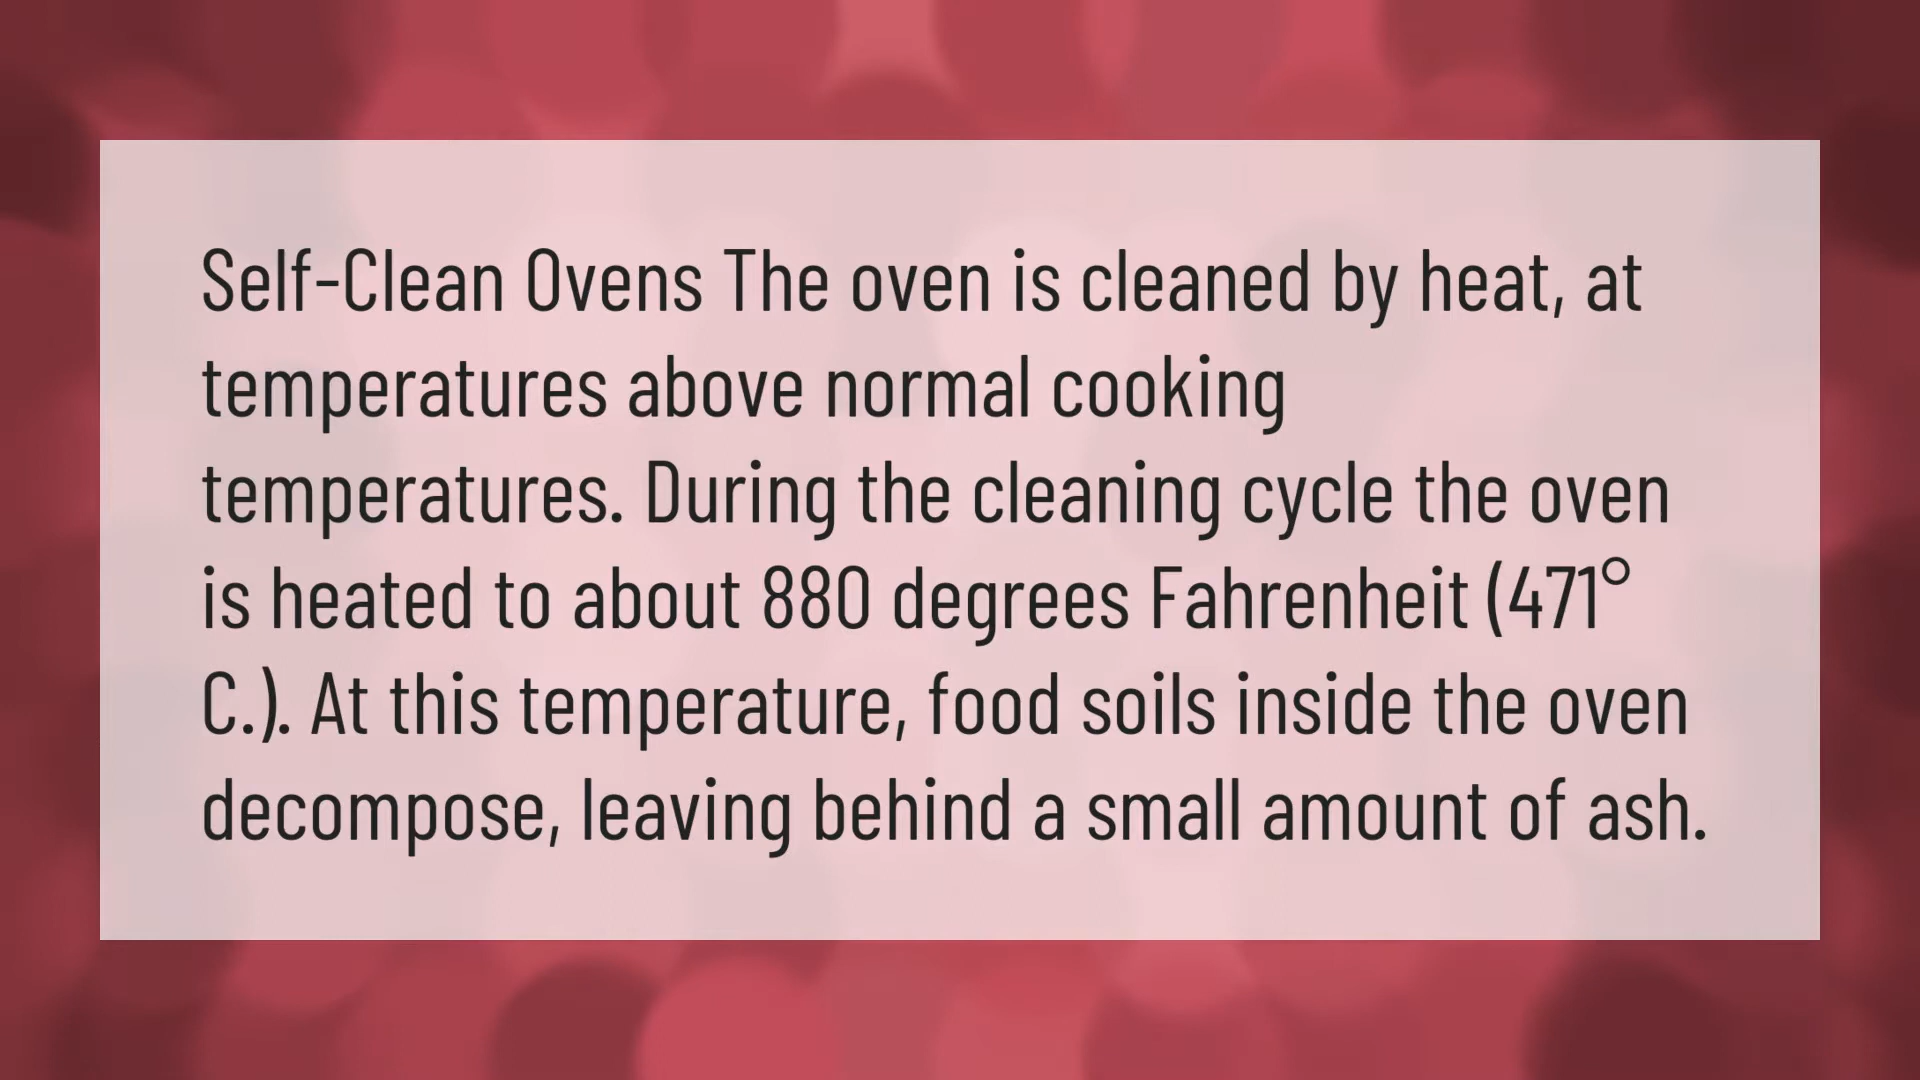 Self-Clean Ovens The oven is cleaned by heat, at
temperatures above normal cooking
temperatures. During the cleaning cycle the oven
is heated to about 880 degrees Fahrenheit (471°
C.). At this temperature, food soils inside the oven
decompose, leaving behind a small amount of ash.